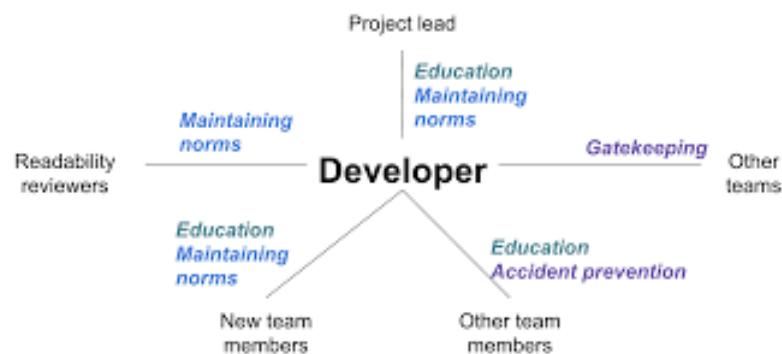 Project lead
Education
Maintaining
norms
Maintaining
norms
Gatekeeping
Readability
reviewers
Developer
Other
teams
Education
Maintaining
norms
Education
Accident prevention
New team
members
Other team
members